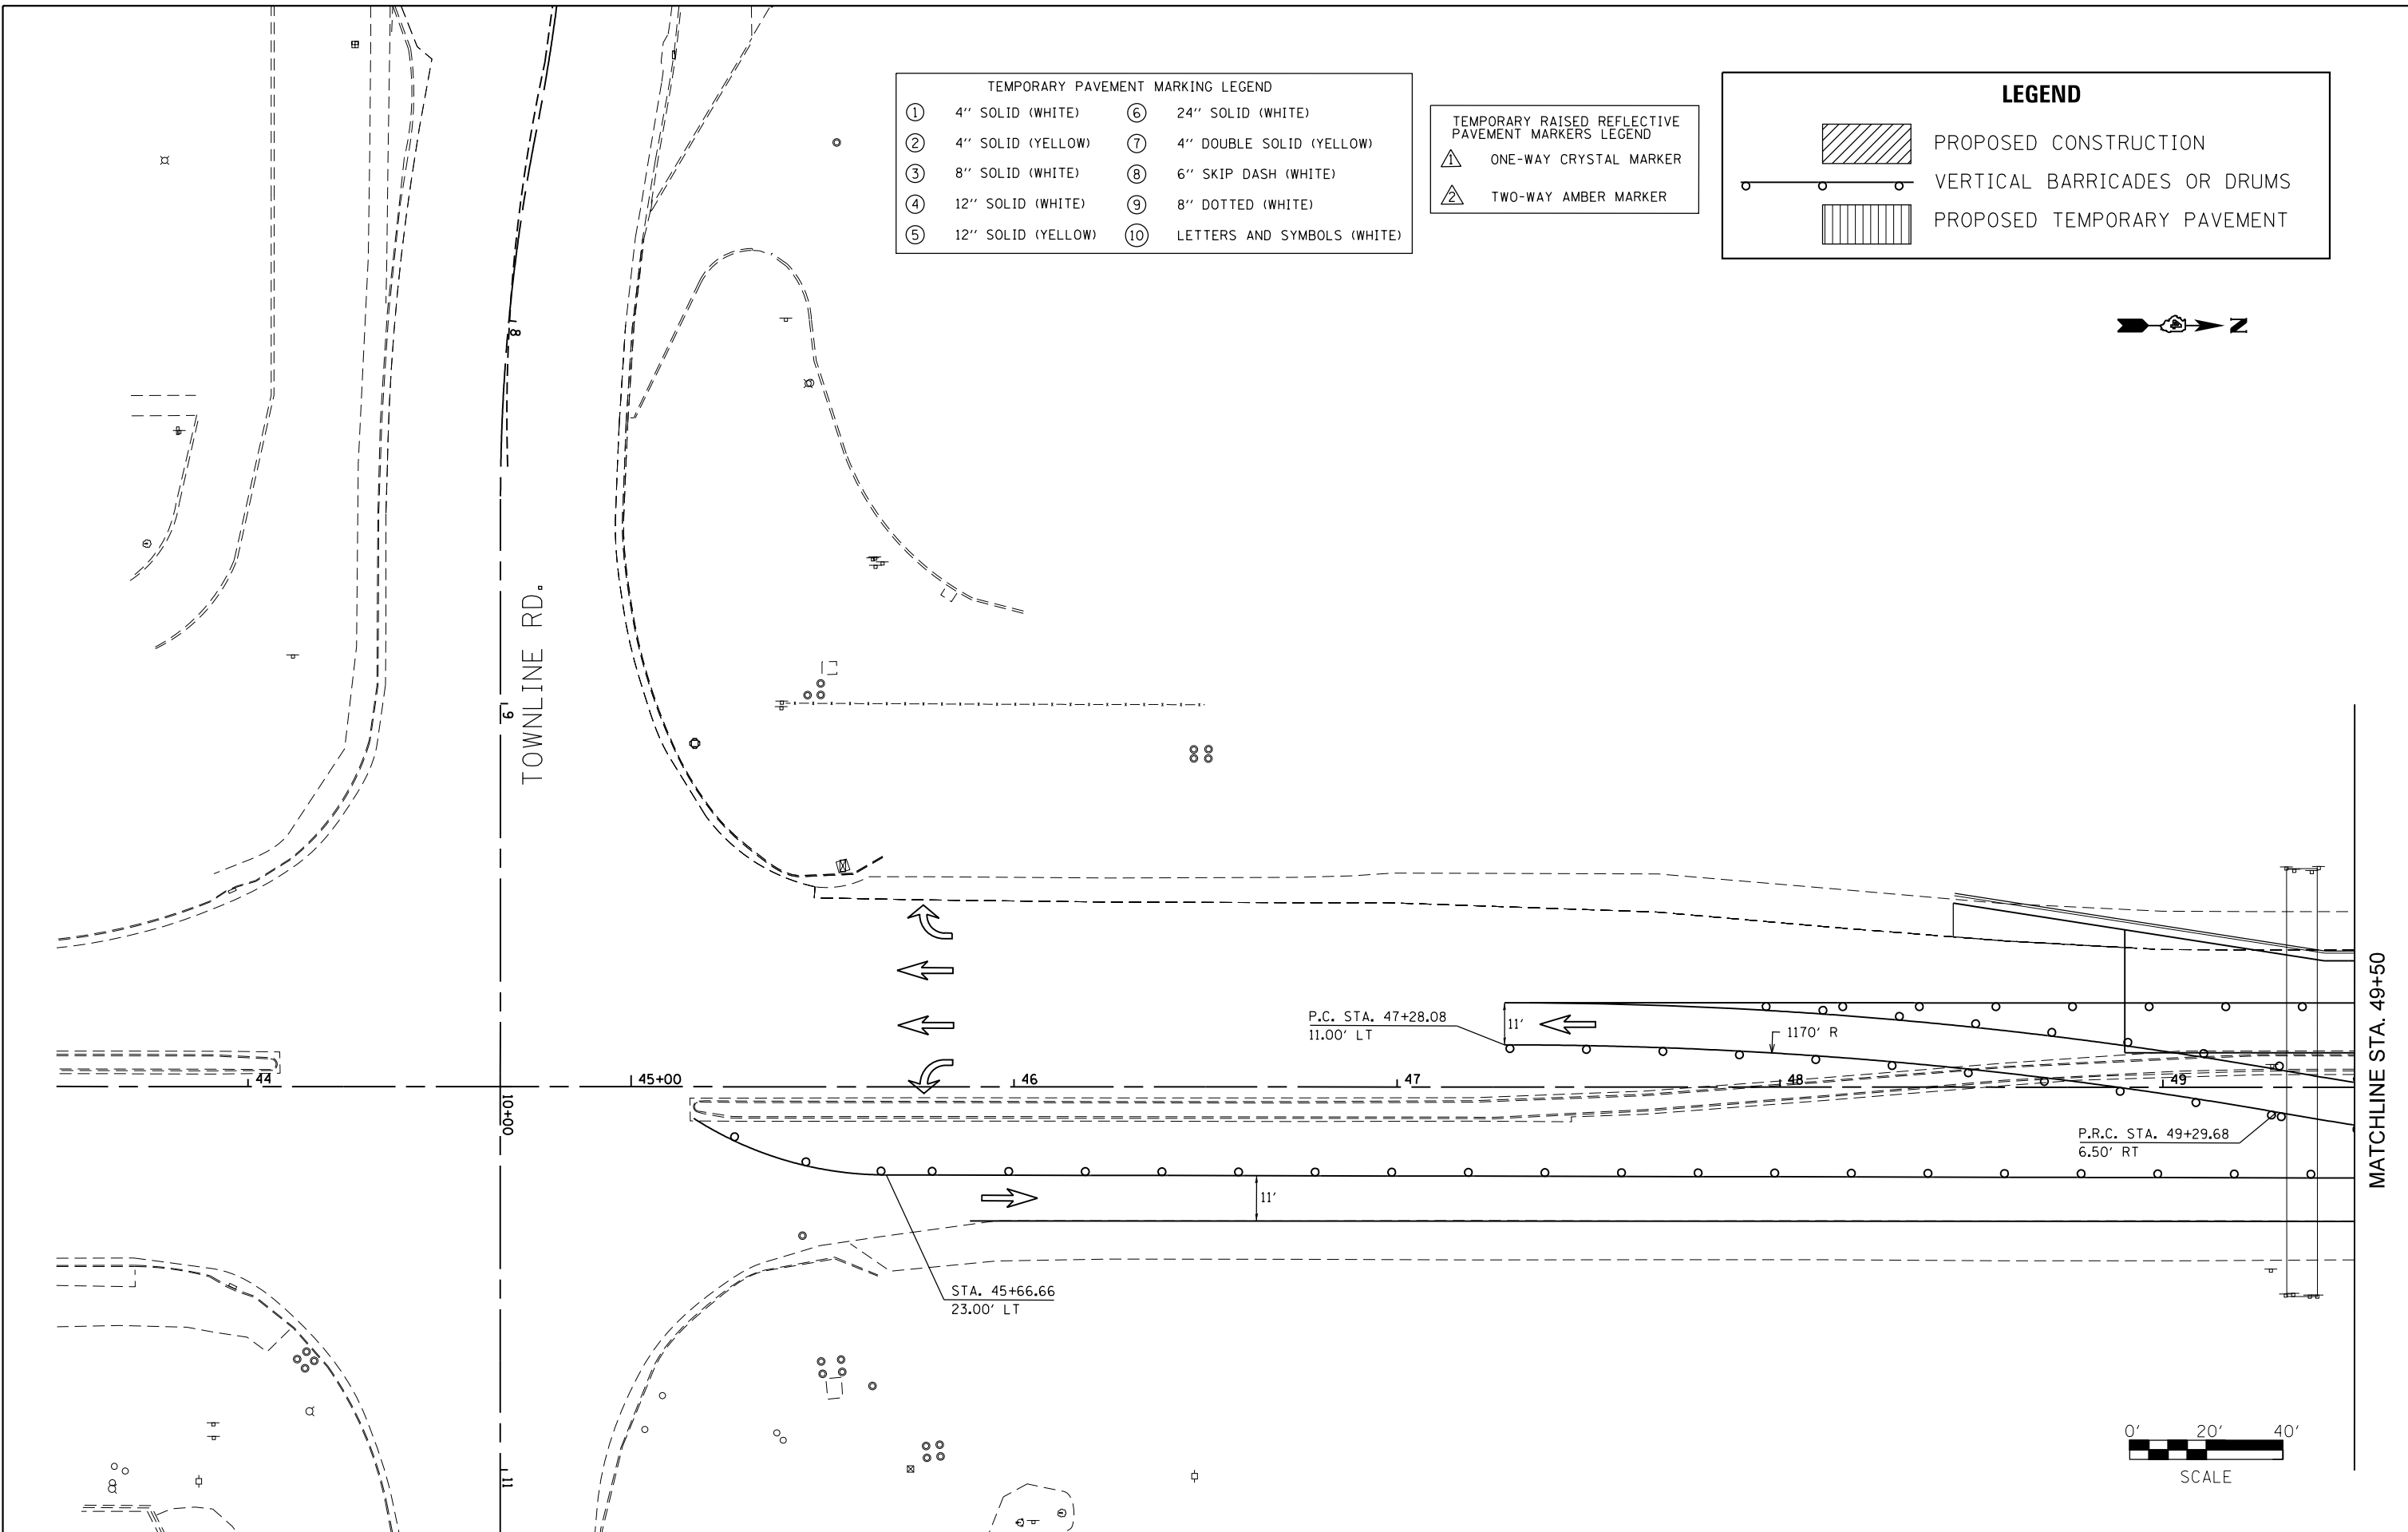 TEMPORARY PAVEMENT MARKING LEGEND
1 4'' SOLID (WHITE)
2 4'' SOLID (YELLOW)
3 8'' SOLID (WHITE)
4 12'' SOLID (WHITE)
5 12'' SOLID (YELLOW)
6 24'' SOLID (WHITE)
7 4'' DOUBLE SOLID (YELLOW)
8 6'' SKIP DASH (WHITE)
9 8'' DOTTED (WHITE)
10 LETTERS AND SYMBOLS (WHITE)
TEMPORARY RAISED REFLECTIVE
PAVEMENT MARKERS LEGEND
1 ONE-WAY CRYSTAL MARKER
2 TWO-WAY AMBER MARKER
LEGEND
PROPOSED CONSTRUCTION
VERTICAL BARRICADES OR DRUMS
PROPOSED TEMPORARY PAVEMENT
N
8
9
TOWNLINE RD.
10+00
11
44
45+00
46
47
48
49
P.C. STA. 47+28.08
11.00' LT
11'
1170' R
P.R.C. STA. 49+29.68
6.50' RT
11'
STA. 45+66.66
23.00' LT
MATCHLINE STA. 49+50
0' 20' 40'
SCALE